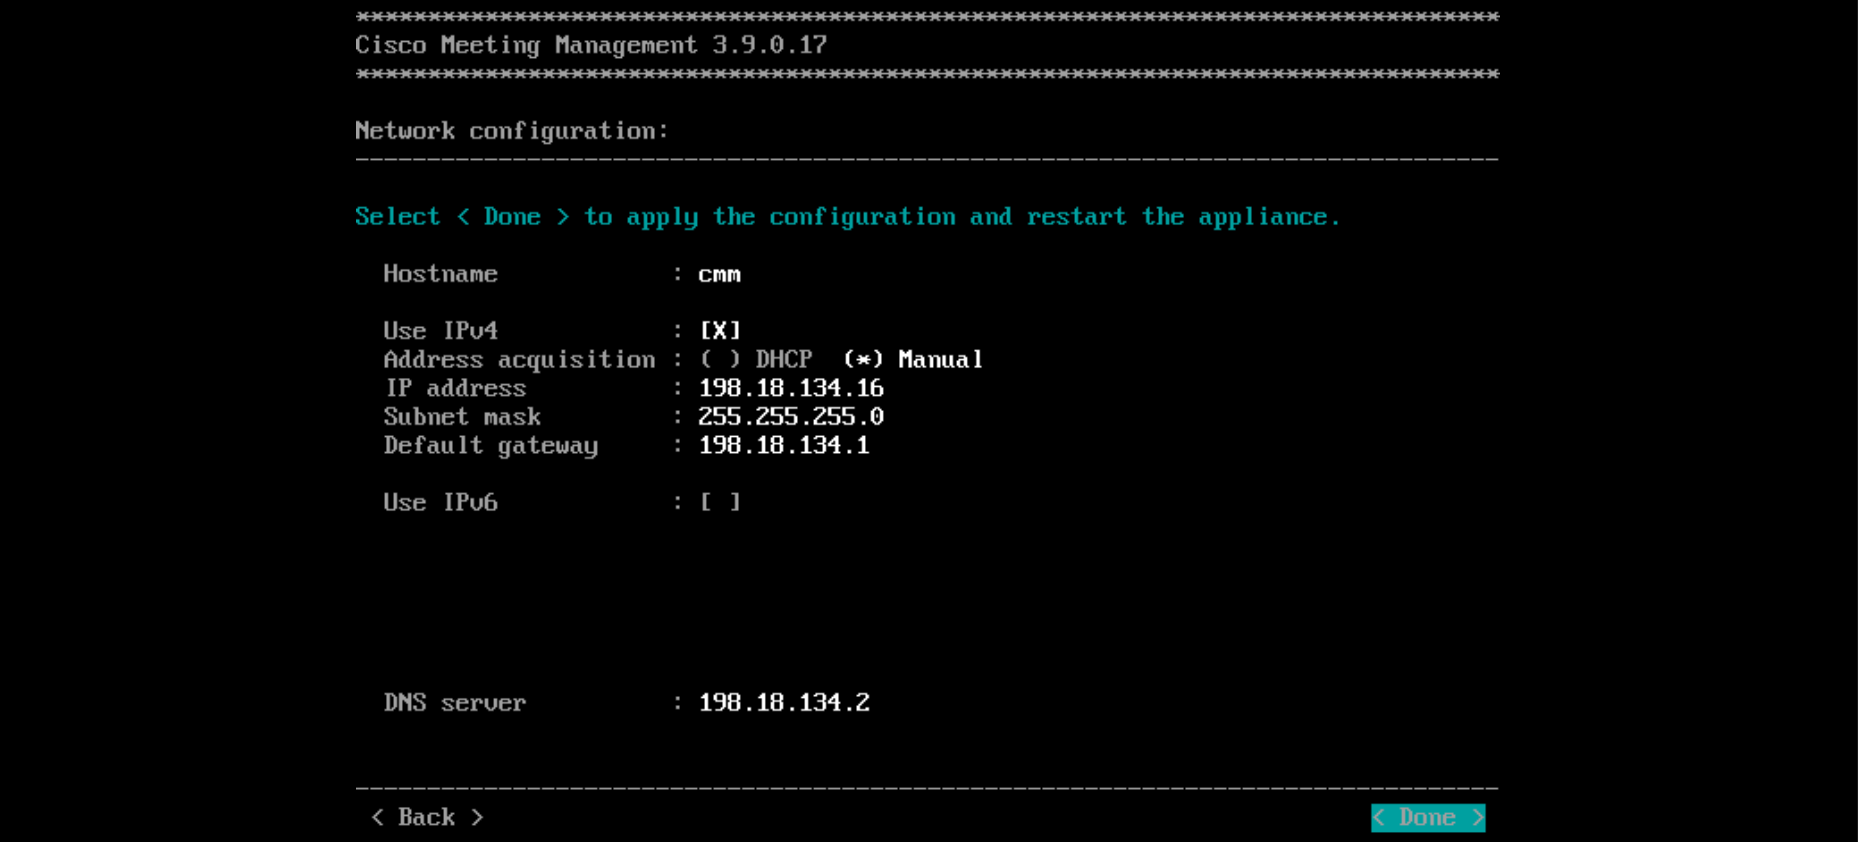 ********************************************************************************
Cisco Meeting Management 3.9.0.17
********************************************************************************
Network configuration:
--------------------------------------------------------------------------------
Select < Done > to apply the configuration and restart the appliance.
Hostname : cmm
Use IPv4 : [X]
Address acquisition : ( ) DHCP (*) Manual
IP address : 198.18.134.16
Subnet mask : 255.255.255.0
Default gateway : 198.18.134.1
Use IPv6 : [ ]
DNS server : 198.18.134.2
--------------------------------------------------------------------------------
< Back > < Done >